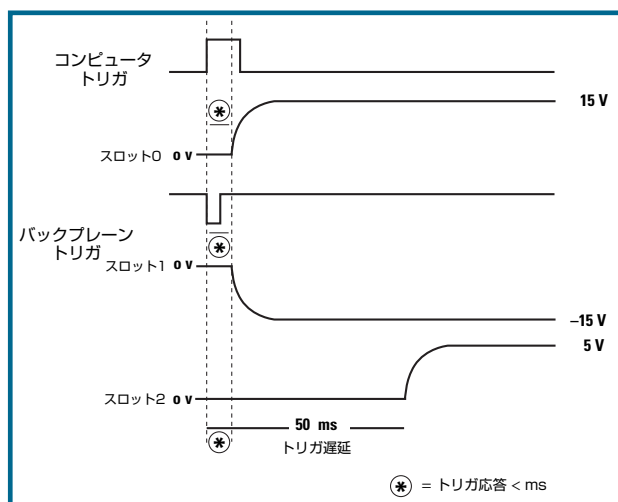 コンピュータ
トリガ
15 V
*
スロット0 0 V
バックプレーン
トリガ
*
スロット1 0 V
–15 V
5 V
スロット2 0 V
50 ms
* トリガ遅延
* = トリガ応答 < ms